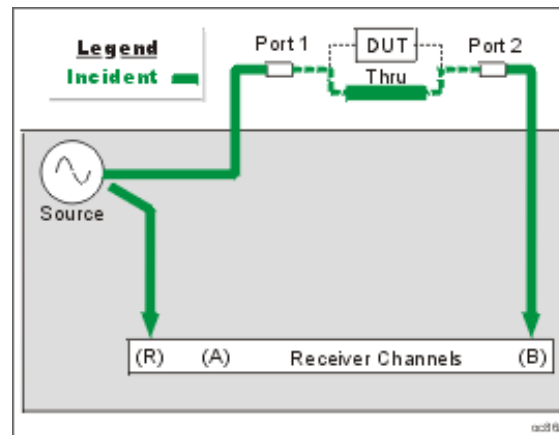 Legend
Incident
Port 1
DUT
Port 2
Thru
Source
(R) (A) Receiver Channels (B)